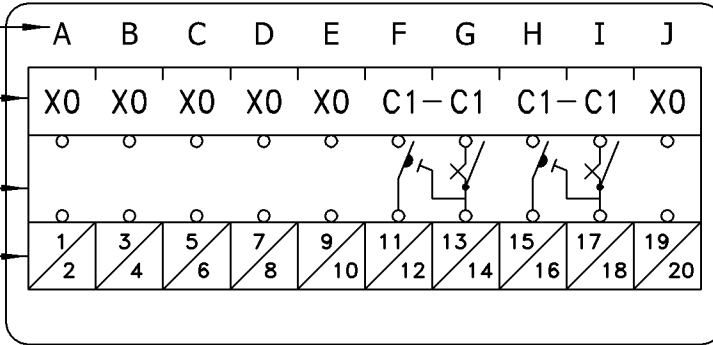 A B C D E F G H I J
X0 X0 X0 X0 X0 C1-C1 C1-C1 X0
1 3 5 7 9 11 13 15 17 19
2 4 6 8 10 12 14 16 18 20